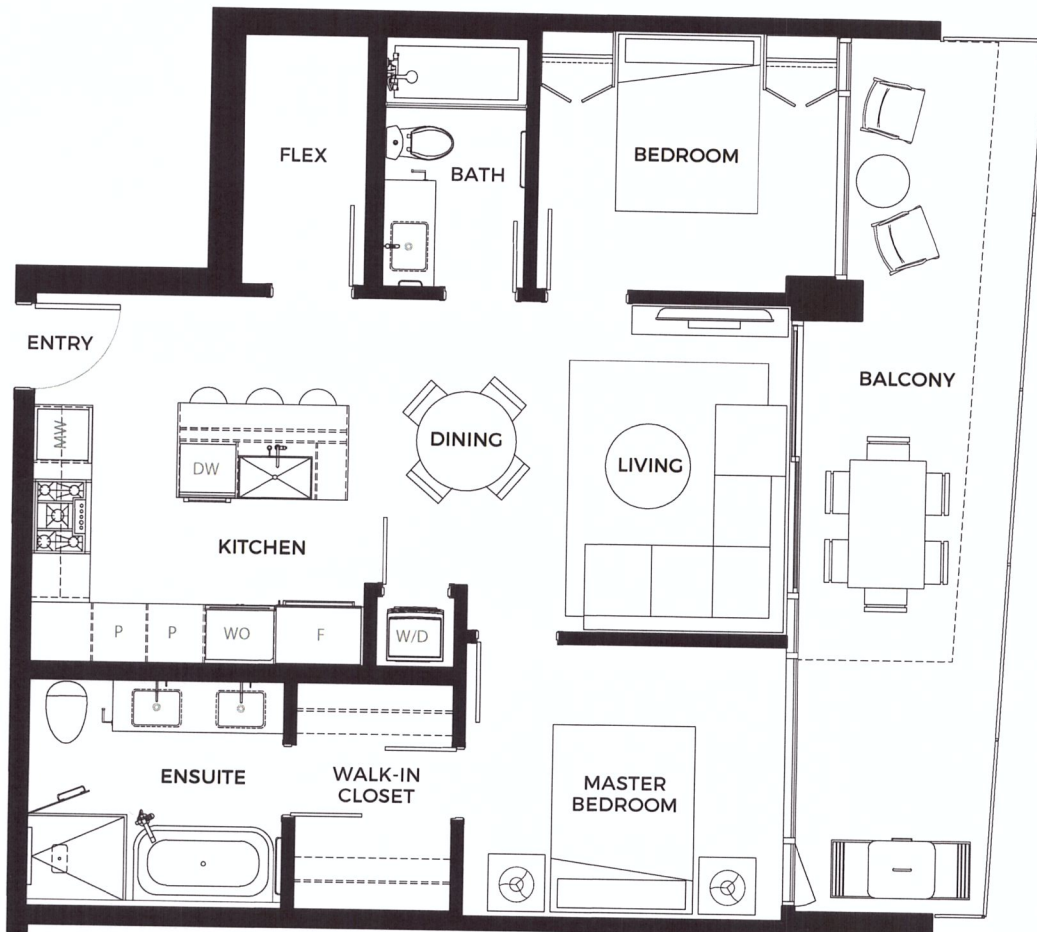 FLEX
BATH
BEDROOM
ENTRY
BALCONY
MW
DW
DINING
LIVING
KITCHEN
P
P
WO
F
W/D
ENSUITE
WALK-IN
CLOSET
MASTER
BEDROOM